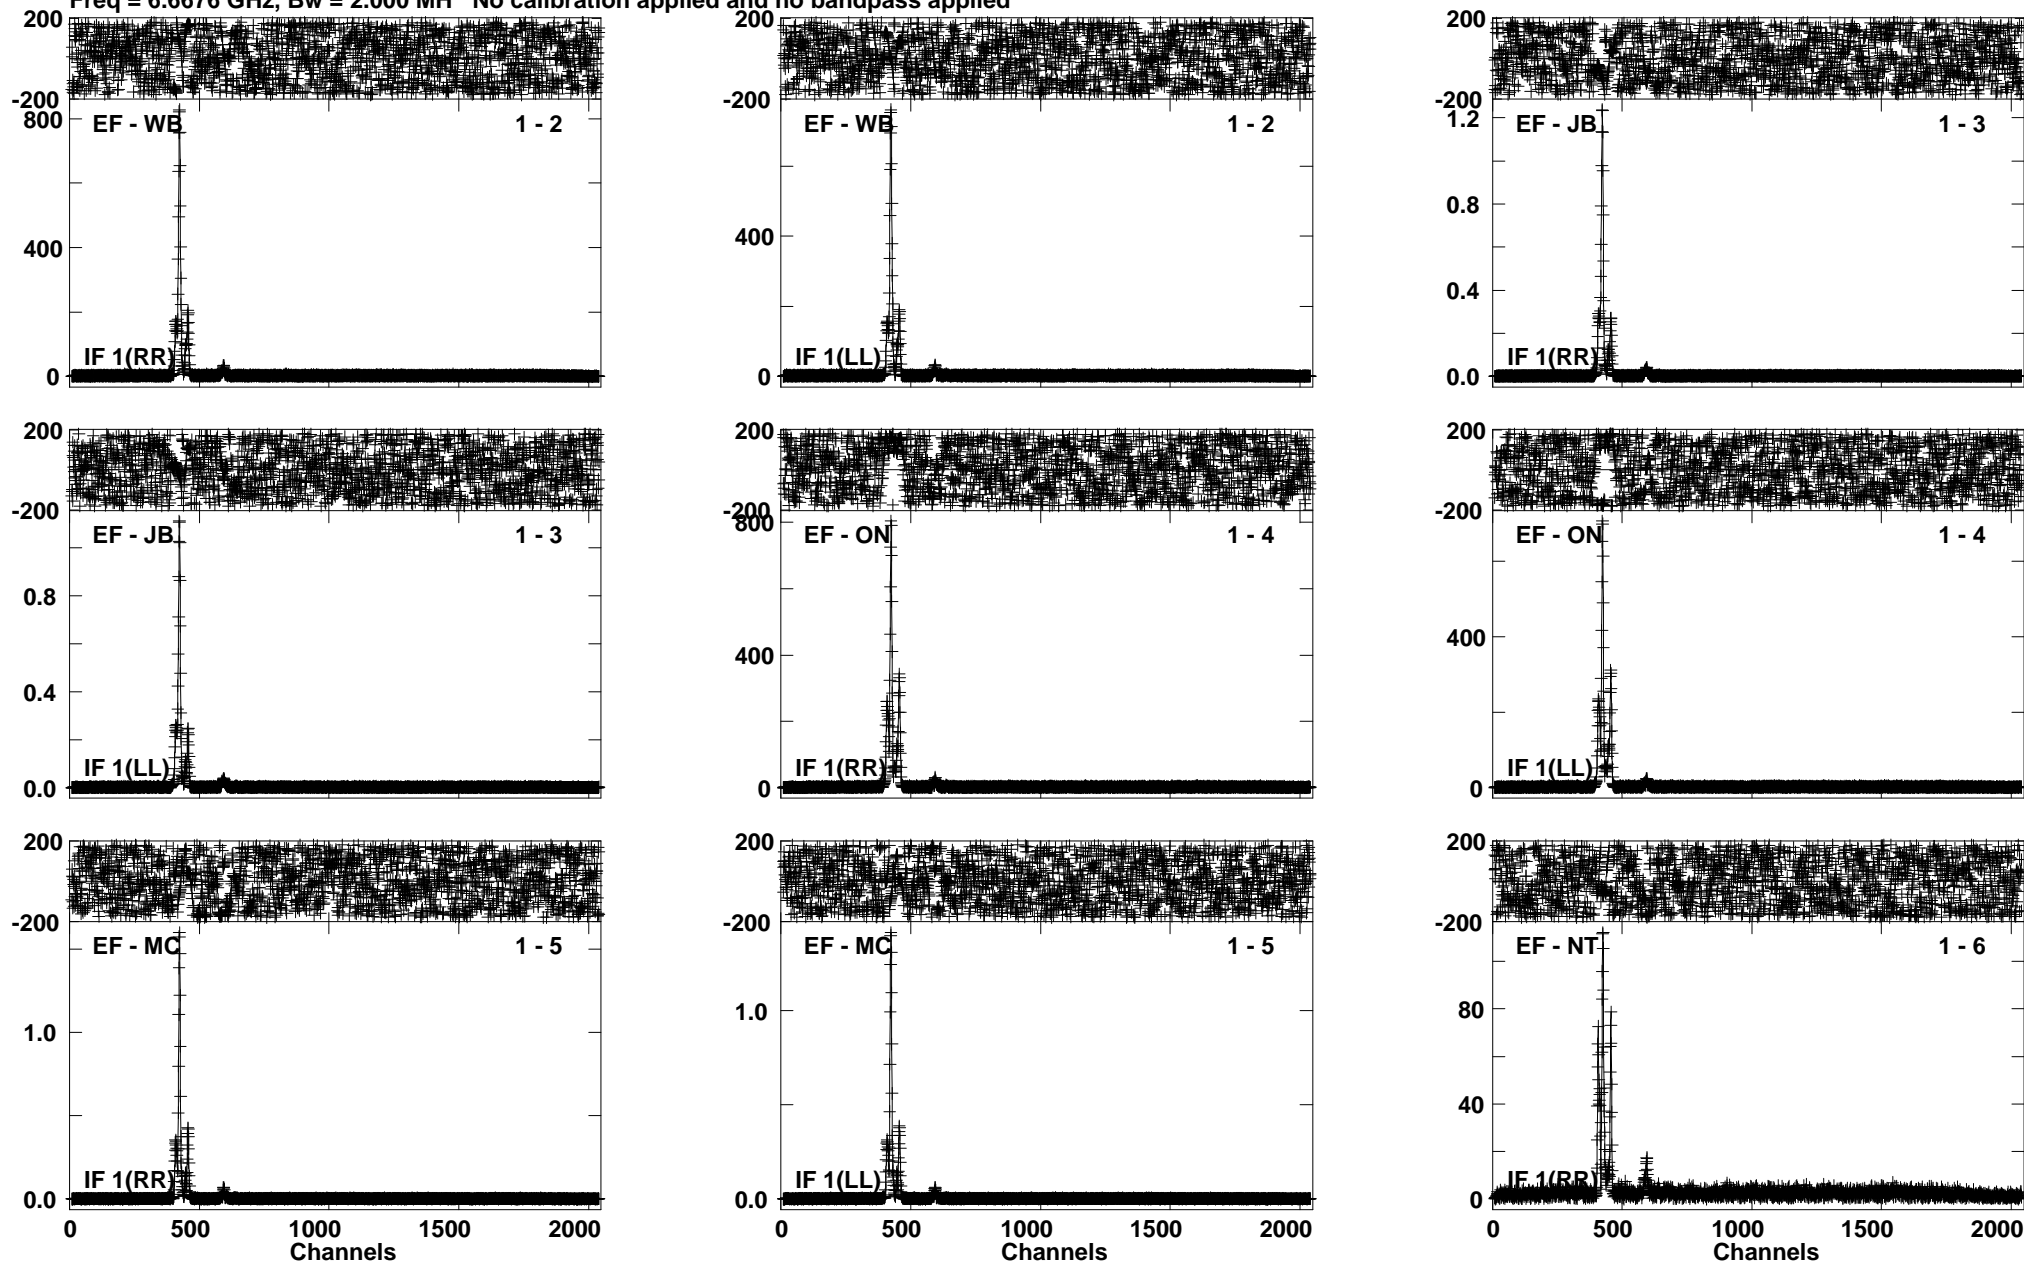 Freq = 6.6676 GHz, Bw = 2.000 MH No calibration applied and no bandpass applied
200 200 200
-200 -200 -200
800 1.2
EF - WB 1 - 2 EF - WB 1 - 2 EF - JB 1 - 3
0.8
400 400
0.4
IF 1(RR) IF 1(LL) IF 1(RR)
0 0 0.0
200 200 200
-200 -200 -200
800
EF - JB 1 - 3 EF - ON 1 - 4 EF - ON 1 - 4
0.8
400 400
0.4
IF 1(LL) IF 1(RR) IF 1(LL)
0.0 0 0
200 200 200
-200 -200 -200
EF - MC 1 - 5 EF - MC 1 - 5 EF - NT 1 - 6
1.0 1.0 80
40
IF 1(RR) IF 1(LL) IF 1(RR)
0.0 0.0 0
0 500 1000 1500 2000 0 500 1000 1500 2000 0 500 1000 1500 2000
Channels Channels Channels